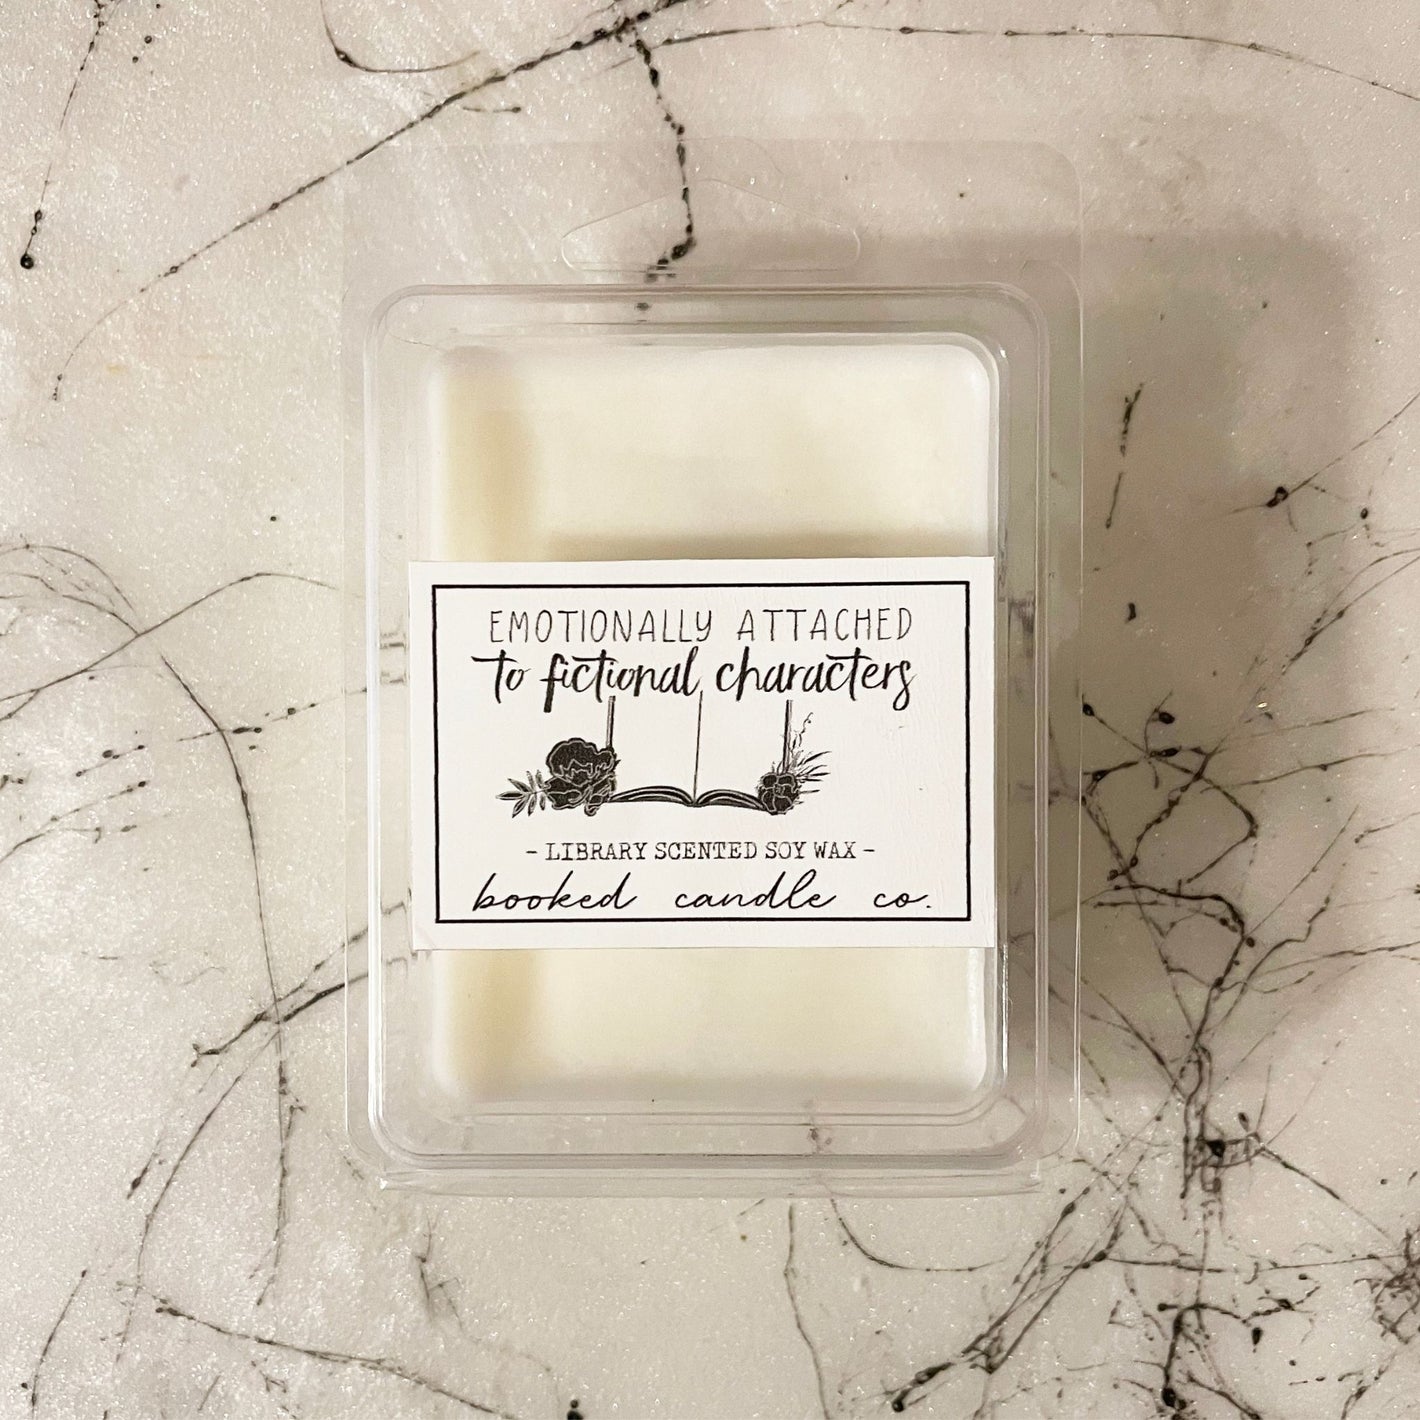 EMOTIONALLY ATTACHED
to fictional characters
- LIBRARY SCENTED SOY WAX -
booked candle co.